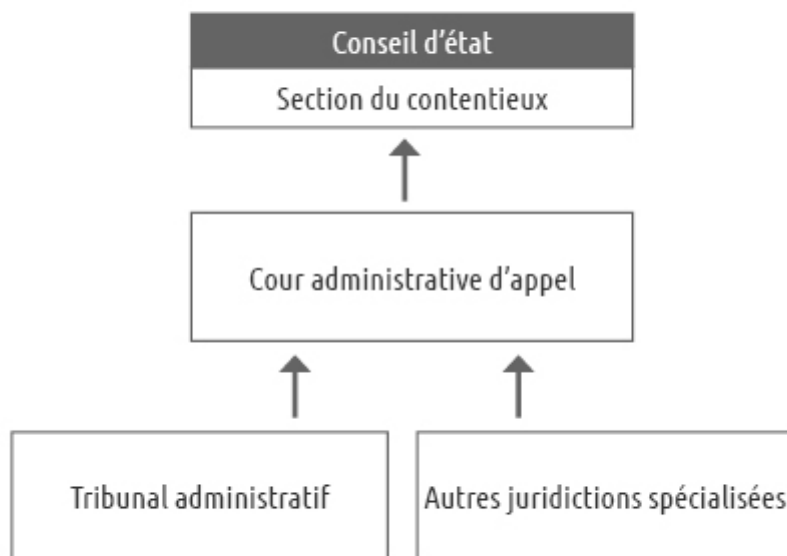 Conseil d’état
Section du contentieux
Cour administrative d’appel
Tribunal administratif
Autres juridictions spécialisées